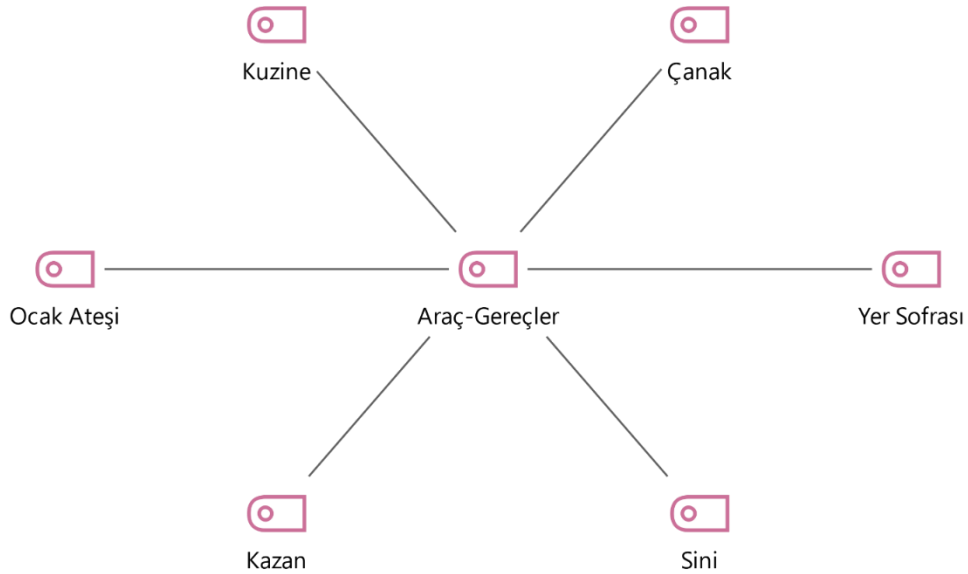 Kuzine
Çanak
Ocak Ateşi
Araç-Gereçler
Yer Sofrası
Kazan
Sini